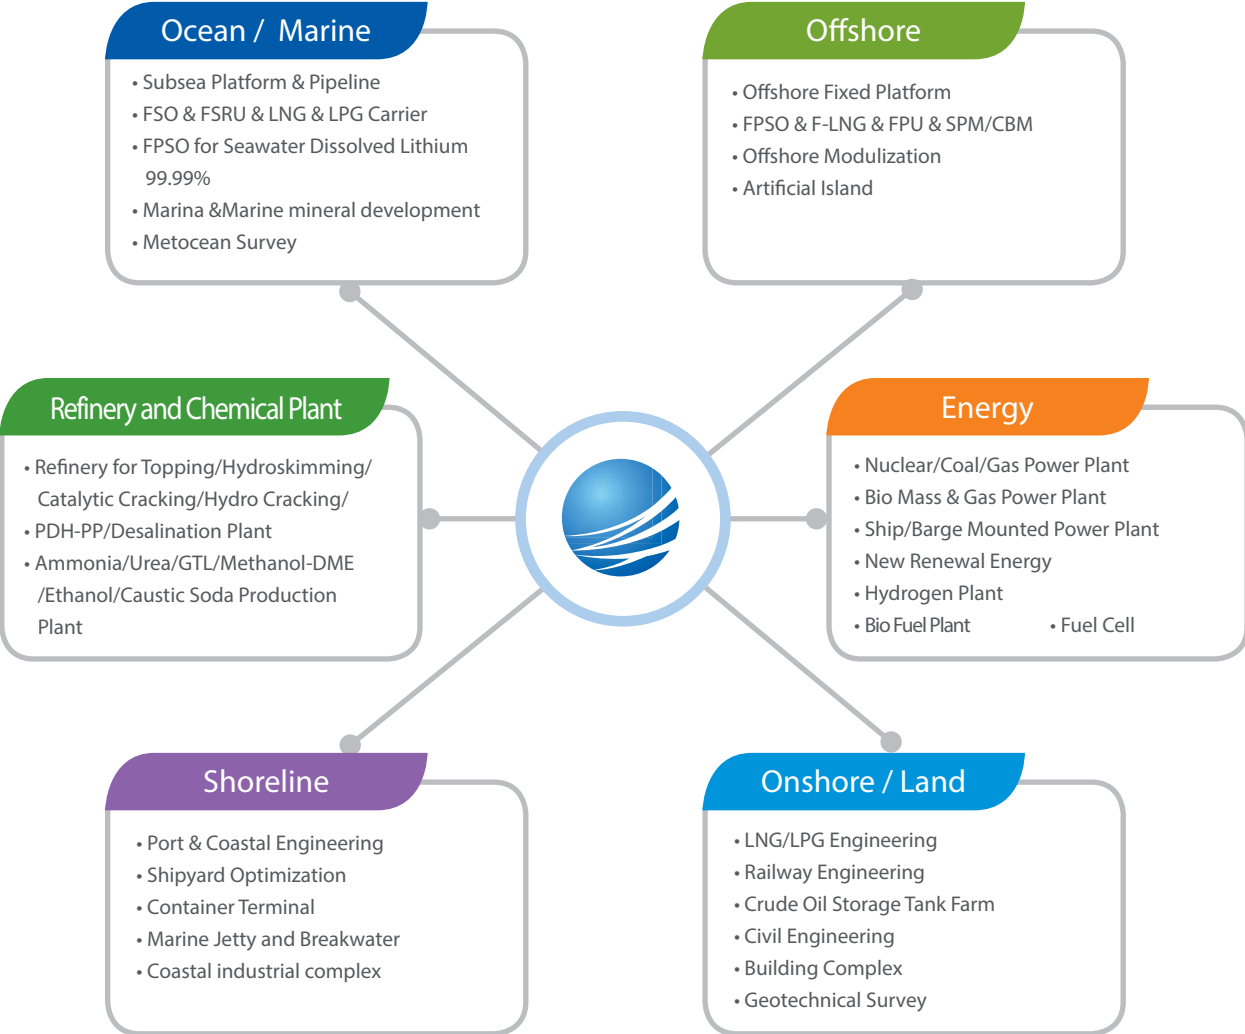 Ocean / Marine
• Subsea Platform & Pipeline
• FSO & FSRU & LNG & LPG Carrier
• FPSO for Seawater Dissolved Lithium
99.99%
• Marina &Marine mineral development
• Metocean Survey
Offshore
• Offshore Fixed Platform
• FPSO & F-LNG & FPU & SPM/CBM
• Offshore Modulization
• Artificial Island
Refinery and Chemical Plant
• Refinery for Topping/Hydroskimming/
Catalytic Cracking/Hydro Cracking/
• PDH-PP/Desalination Plant
• Ammonia/Urea/GTL/Methanol-DME
/Ethanol/Caustic Soda Production
Plant
Energy
• Nuclear/Coal/Gas Power Plant
• Bio Mass & Gas Power Plant
• Ship/Barge Mounted Power Plant
• New Renewal Energy
• Hydrogen Plant
• Bio Fuel Plant • Fuel Cell
Shoreline
• Port & Coastal Engineering
• Shipyard Optimization
• Container Terminal
• Marine Jetty and Breakwater
• Coastal industrial complex
Onshore / Land
• LNG/LPG Engineering
• Railway Engineering
• Crude Oil Storage Tank Farm
• Civil Engineering
• Building Complex
• Geotechnical Survey